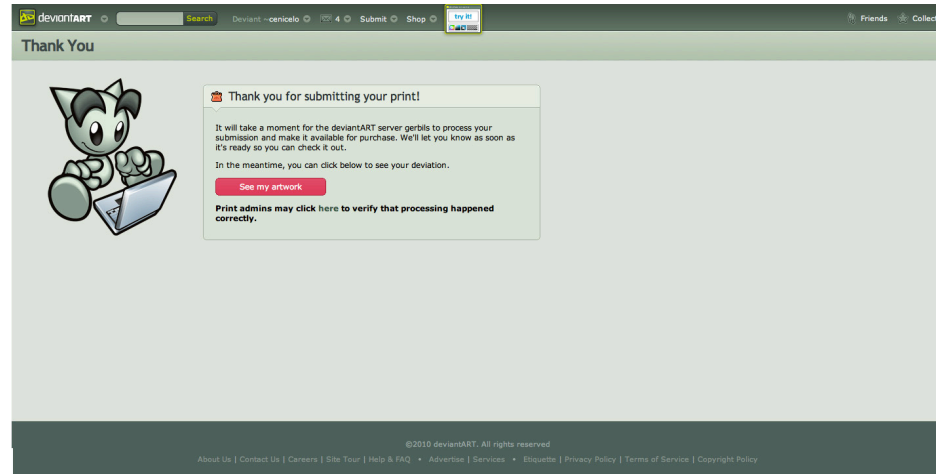 deviantART Search Deviant ~cenicelo 4 Submit Shop try it! Friends Collect
Thank You
Thank you for submitting your print!
It will take a moment for the deviantART server gerbils to process your
submission and make it available for purchase. We'll let you know as soon as
it's ready so you can check it out.
In the meantime, you can click below to see your deviation.
See my artwork
Print admins may click here to verify that processing happened
correctly.
©2010 deviantART. All rights reserved
About Us | Contact Us | Careers | Site Tour | Help & FAQ • Advertise | Services • Etiquette | Privacy Policy | Terms of Service | Copyright Policy